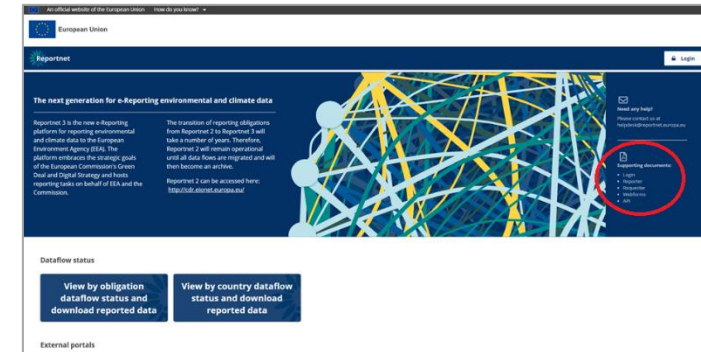 An official website of the European Union How do you know?
European Union
Reportnet
Login
The next generation for e-Reporting environmental and climate data
Reportnet 3 is the new e-Reporting
platform for reporting environmental
and climate data to the European
Environment Agency (EEA). The
platform embraces the strategic goals
of the European Commission's Green
Deal and Digital Strategy and hosts
reporting tasks on behalf of EEA and the
Commission.
The transition of reporting obligations
from Reportnet 2 to Reportnet 3 will
take a number of years. Therefore,
Reportnet 2 will remain operational
until all data flows are migrated and will
then become an archive.
Reportnet 2 can be accessed here:
http://cdr.eionet.europa.eu/
Need any help?
Please contact us at
helpdesk@reportnet.europa.eu
Supporting documents:
Login
Reporter
Requester
Webforms
API
Dataflow status
View by obligation
dataflow status and
download reported data
View by country dataflow
status and download
reported data
External portals